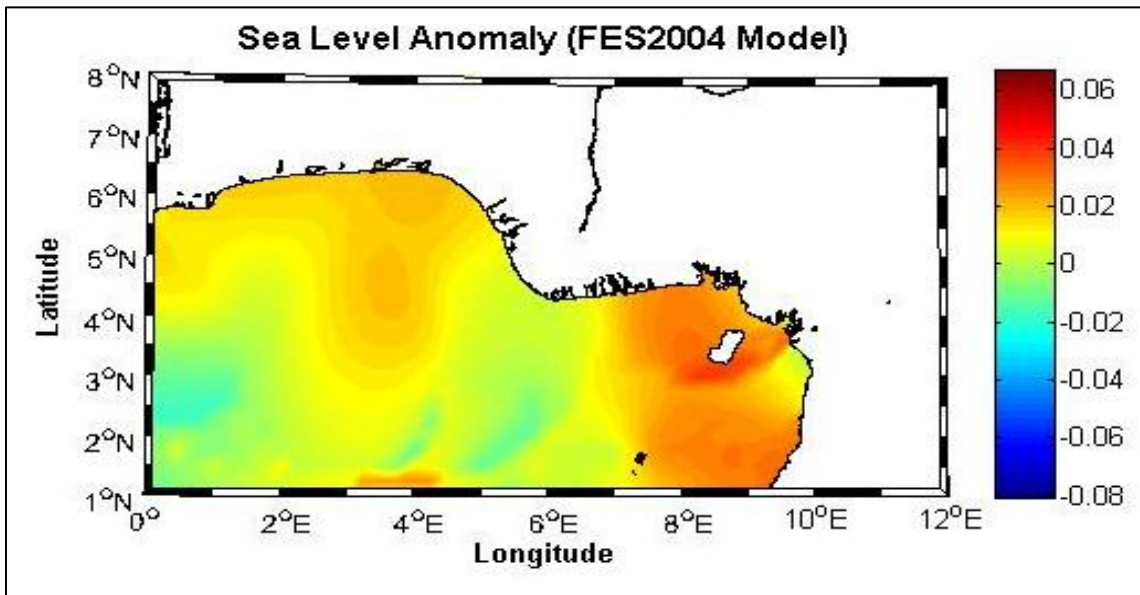 Sea Level Anomaly (FES2004 Model)
8°N
7°N
6°N
5°N
4°N
3°N
2°N
1°N
Latitude
0°
2°E
4°E
6°E
8°E
10°E
12°E
Longitude
0.06
0.04
0.02
0
-0.02
-0.04
-0.06
-0.08